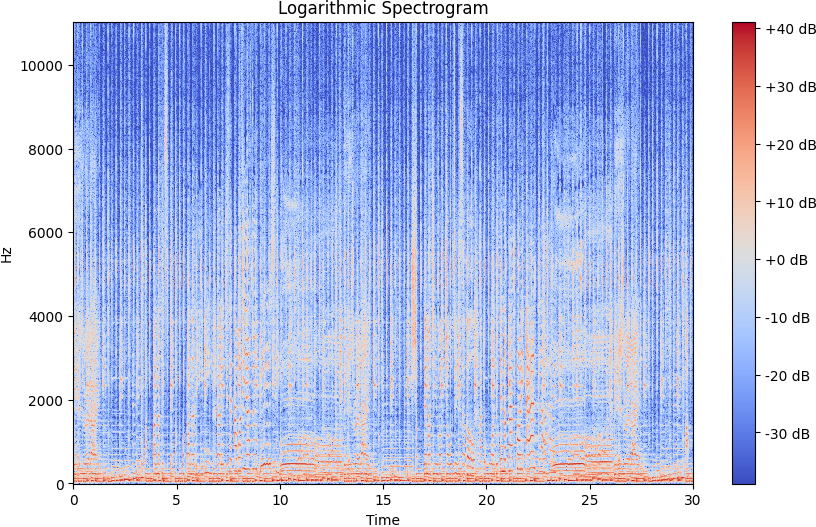 Logarithmic Spectrogram
Hz
10000
8000
6000
4000
2000
0
0 5 10 15 20 25 30
Time
+40 dB
+30 dB
+20 dB
+10 dB
+0 dB
-10 dB
-20 dB
-30 dB